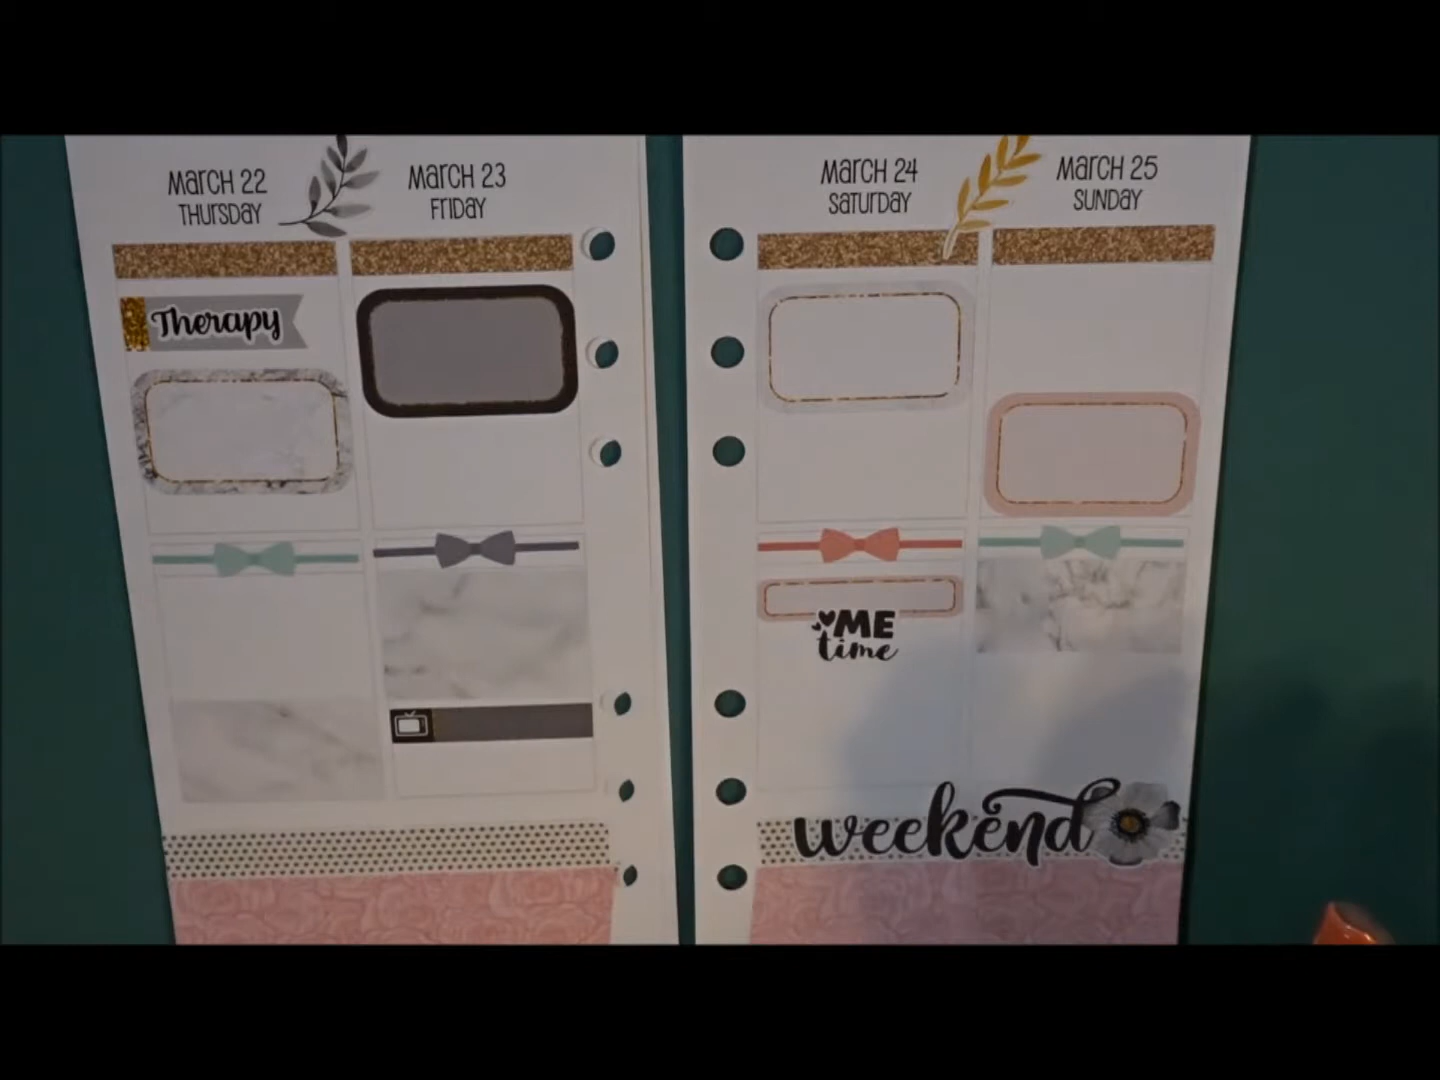 March 22
THURSDAY
March 23
FRIDAY
March 24
SATURDAY
March 25
SUNDAY
Therapy
ME
time
weekend